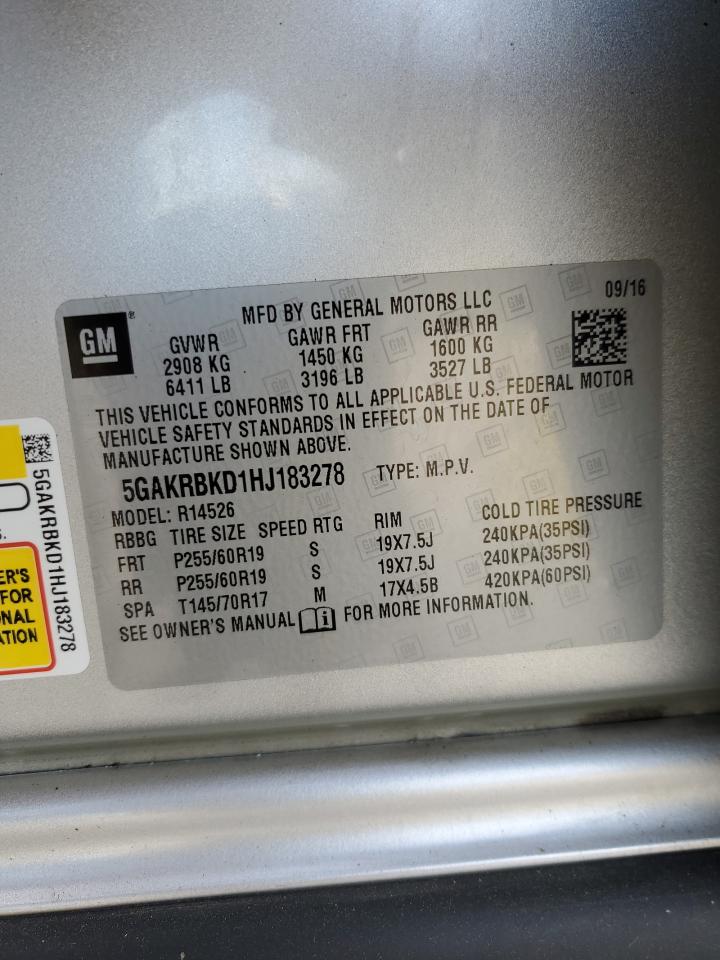 GM
MFD BY GENERAL MOTORS LLC
09/16
GVWR GAWR FRT GAWR RR
2908 KG 1450 KG 1600 KG
6411 LB 3196 LB 3527 LB
THIS VEHICLE CONFORMS TO ALL APPLICABLE U.S. FEDERAL MOTOR
VEHICLE SAFETY STANDARDS IN EFFECT ON THE DATE OF
MANUFACTURE SHOWN ABOVE.
5GAKRBKD1HJ183278 TYPE: M.P.V.
MODEL: R14526
RBBG TIRE SIZE SPEED RTG RIM COLD TIRE PRESSURE
FRT P255/60R19 S 19X7.5J 240KPA(35PSI)
RR P255/60R19 S 19X7.5J 240KPA(35PSI)
SPA T145/70R17 M 17X4.5B 420KPA(60PSI)
SEE OWNER'S MANUAL FOR MORE INFORMATION.
5GAKRBKD1HJ183278
ER'S
FOR
NAL
ATION